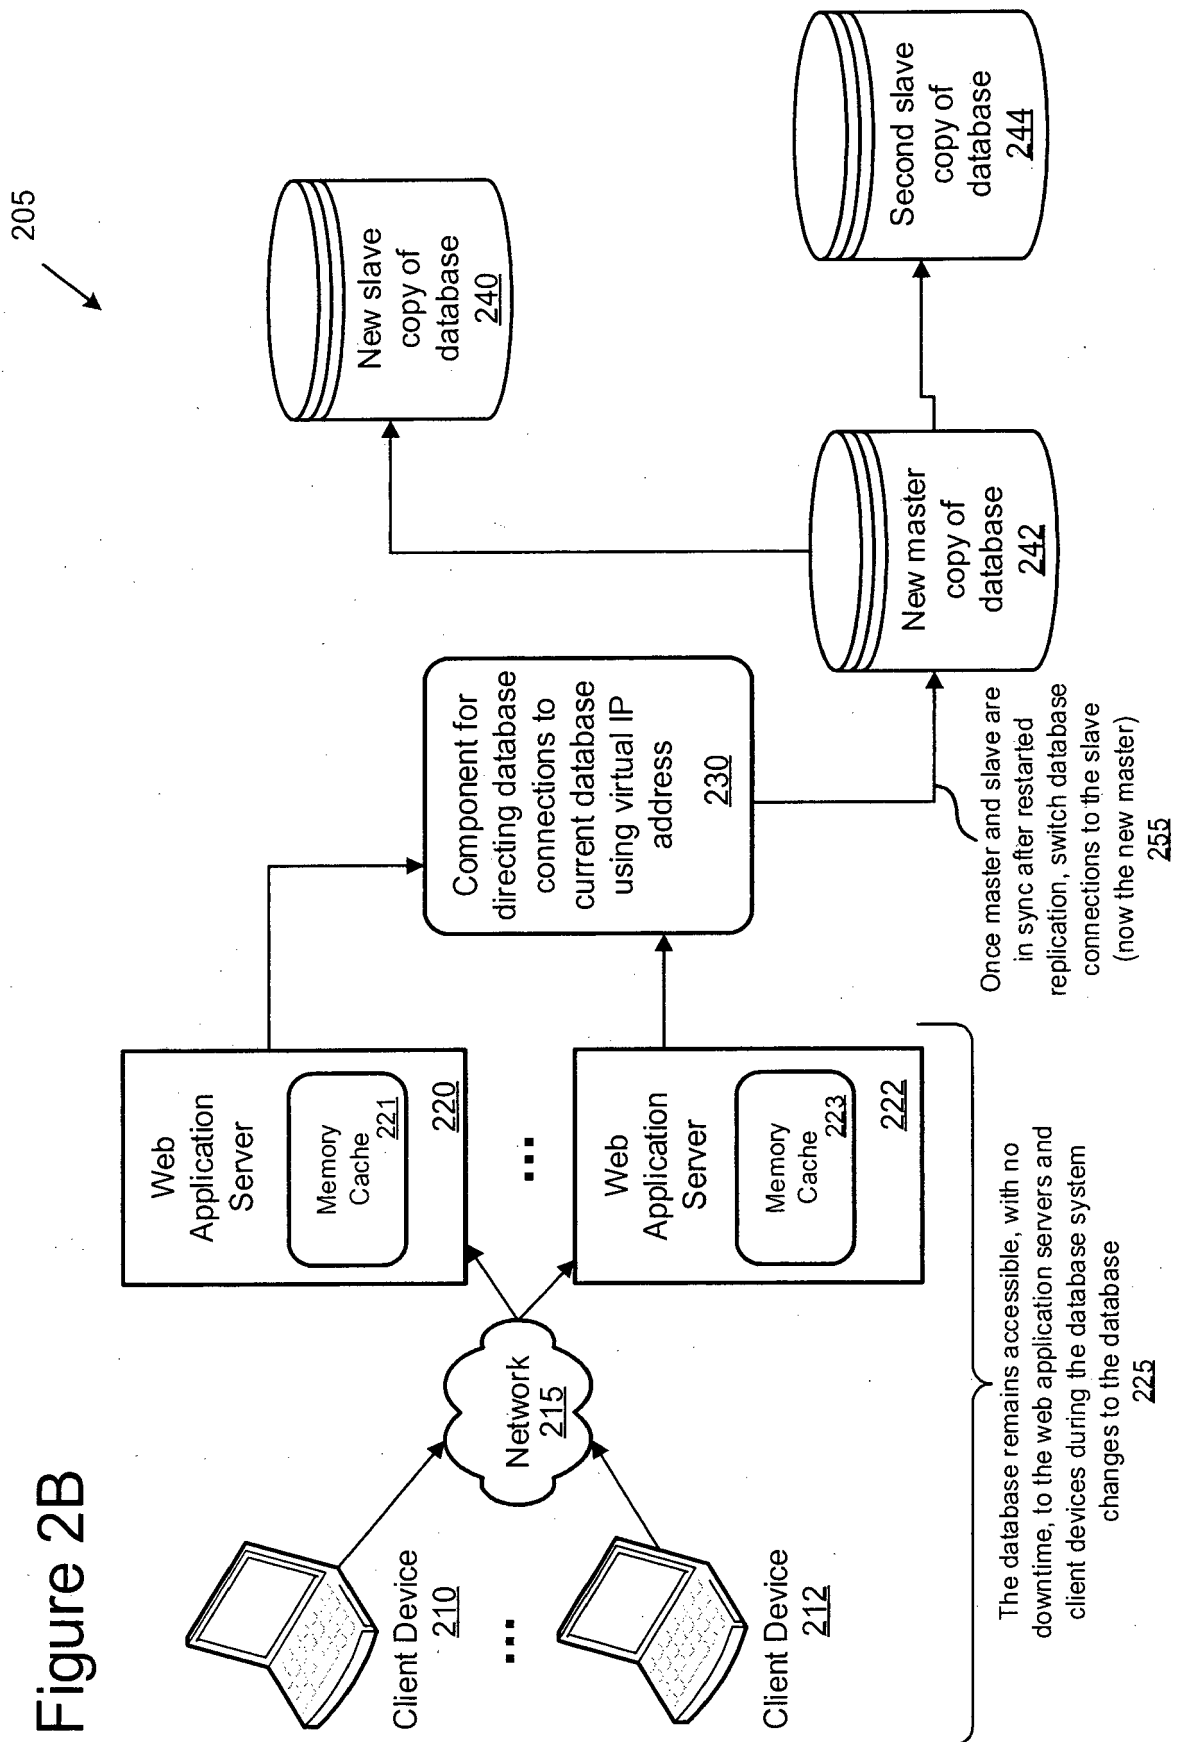 Figure 2B
205
Client Device
210
...
Client Device
212
Network
215
Web
Application
Server
Memory
Cache
221
220
...
Web
Application
Server
Memory
Cache
223
222
Component for
directing database
connections to
current database
using virtual IP
address
230
New slave
copy of
database
240
New master
copy of
database
242
Second slave
copy of
database
244
Once master and slave are
in sync after restarted
replication, switch database
connections to the slave
(now the new master)
255
The database remains accessible, with no
downtime, to the web application servers and
client devices during the database system
changes to the database
225